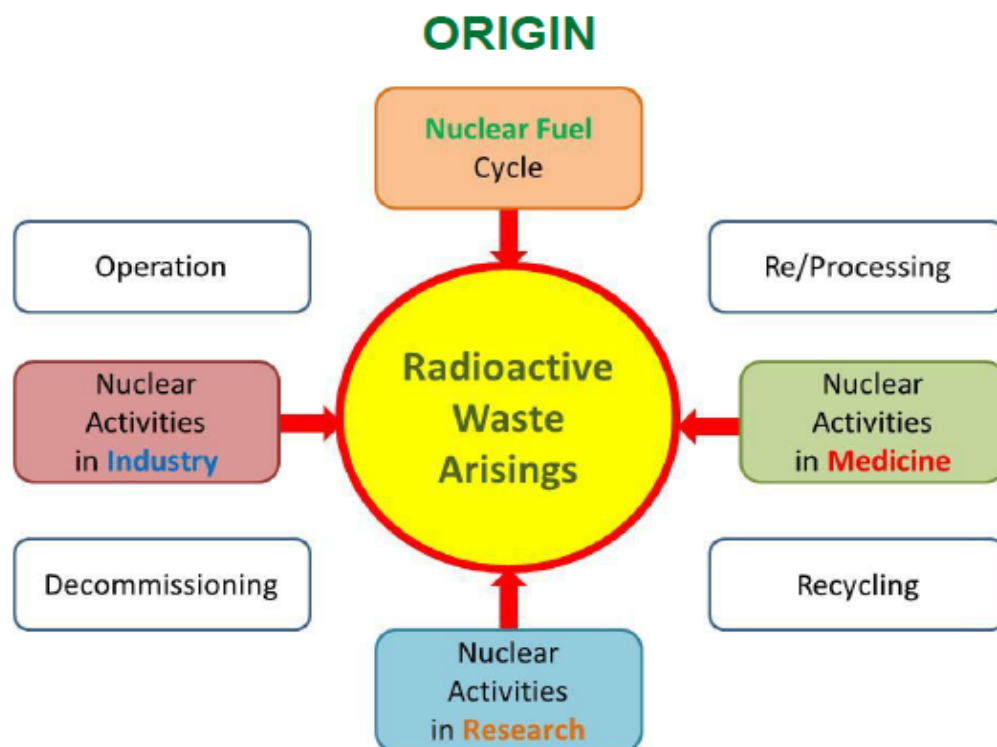 ORIGIN
Nuclear Fuel
Cycle
Operation
Re/Processing
Radioactive
Waste
Arisings
Nuclear
Activities
in Industry
Nuclear
Activities
in Medicine
Decommissioning
Recycling
Nuclear
Activities
in Research